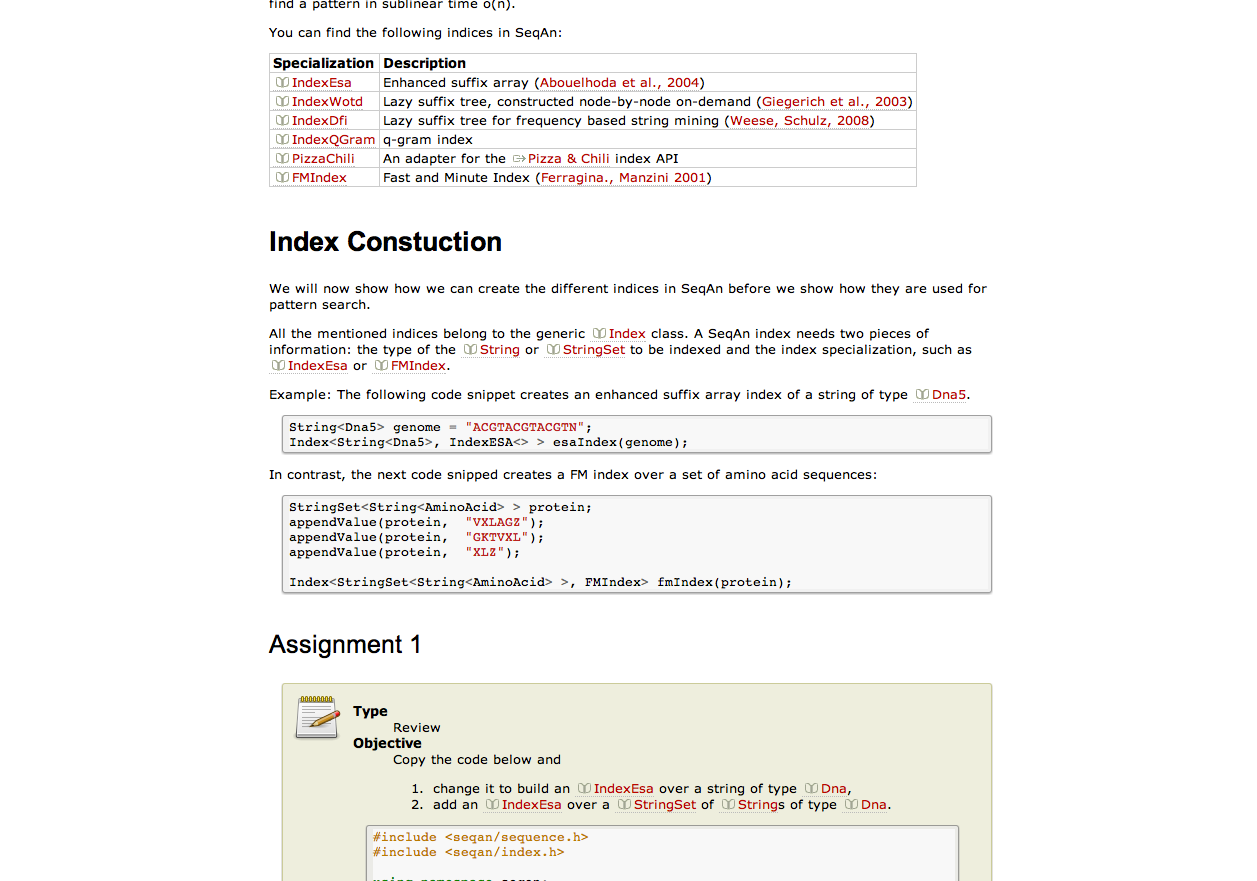 find a pattern in sublinear time o(n).
You can find the following indices in SeqAn:
Specialization Description
IndexEsa Enhanced suffix array (Abouelhoda et al., 2004)
IndexWotd Lazy suffix tree, constructed node-by-node on-demand (Giegerich et al., 2003)
IndexDfi Lazy suffix tree for frequency based string mining (Weese, Schulz, 2008)
IndexQGram q-gram index
PizzaChili An adapter for the Pizza & Chili index API
FMIndex Fast and Minute Index (Ferragina., Manzini 2001)
Index Constuction
We will now show how we can create the different indices in SeqAn before we show how they are used for
pattern search.
All the mentioned indices belong to the generic Index class. A SeqAn index needs two pieces of
information: the type of the String or StringSet to be indexed and the index specialization, such as
IndexEsa or FMIndex.
Example: The following code snippet creates an enhanced suffix array index of a string of type Dna5.
String<Dna5> genome = "ACGTACGTACGTN";
Index<String<Dna5>, IndexESA<> > esaIndex(genome);
In contrast, the next code snipped creates a FM index over a set of amino acid sequences:
StringSet<String<AminoAcid> > protein;
appendValue(protein, "VXLAGZ");
appendValue(protein, "GKTVXL");
appendValue(protein, "XLZ");
Index<StringSet<String<AminoAcid> >, FMIndex> fmIndex(protein);
Assignment 1
Type
Review
Objective
Copy the code below and
1. change it to build an IndexEsa over a string of type Dna,
2. add an IndexEsa over a StringSet of Strings of type Dna.
#include <seqan/sequence.h>
#include <seqan/index.h>